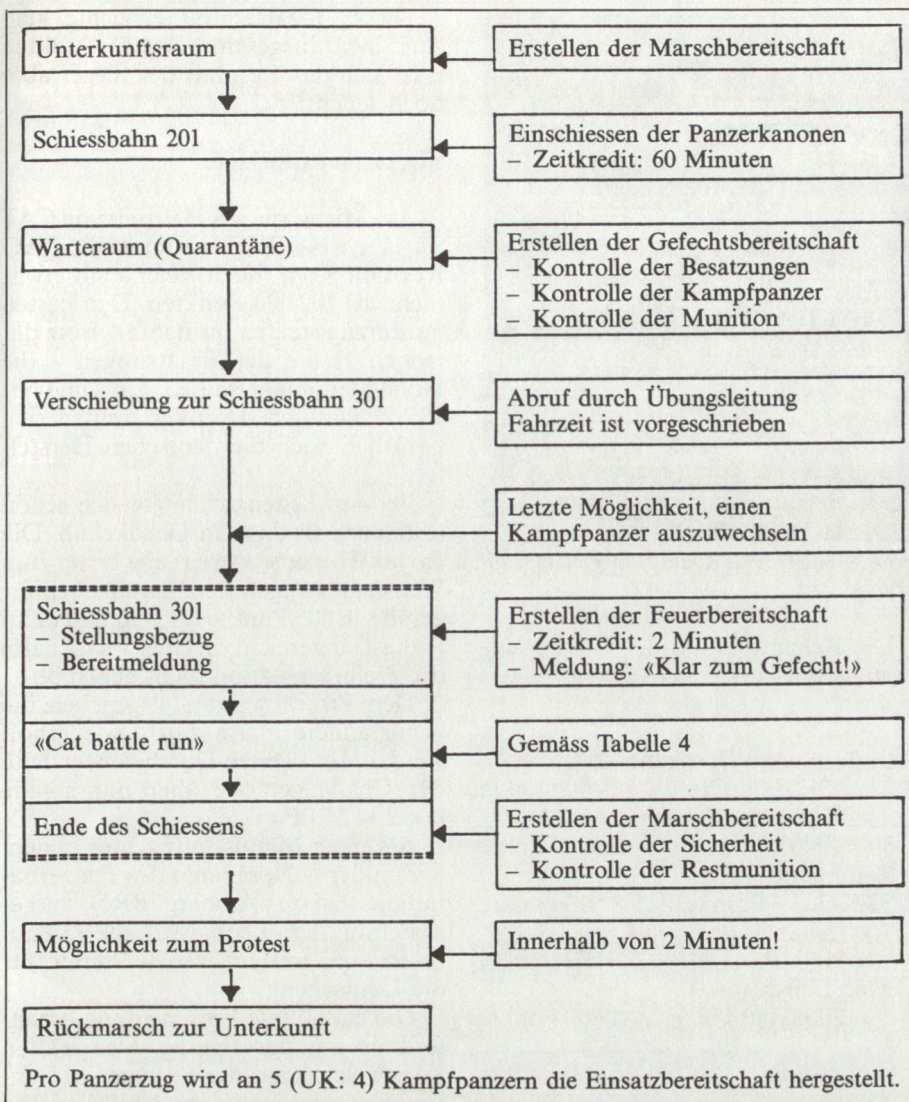 Unterkunftsraum
Erstellen der Marschbereitschaft
Schiessbahn 201
Einschiessen der Panzerkanonen
– Zeitkredit: 60 Minuten
Warteraum (Quarantäne)
Erstellen der Gefechtsbereitschaft
– Kontrolle der Besatzungen
– Kontrolle der Kampfpanzer
– Kontrolle der Munition
Verschiebung zur Schiessbahn 301
Abruf durch Übungsleitung
Fahrzeit ist vorgeschrieben
Letzte Möglichkeit, einen
Kampfpanzer auszuwechseln
Schiessbahn 301
– Stellungsbezug
– Bereitmeldung
Erstellen der Feuerbereitschaft
– Zeitkredit: 2 Minuten
– Meldung: «Klar zum Gefecht!»
«Cat battle run»
Gemäss Tabelle 4
Ende des Schiessens
Erstellen der Marschbereitschaft
– Kontrolle der Sicherheit
– Kontrolle der Restmunition
Möglichkeit zum Protest
Innerhalb von 2 Minuten!
Rückmarsch zur Unterkunft
Pro Panzerzug wird an 5 (UK: 4) Kampfpanzern die Einsatzbereitschaft hergestellt.